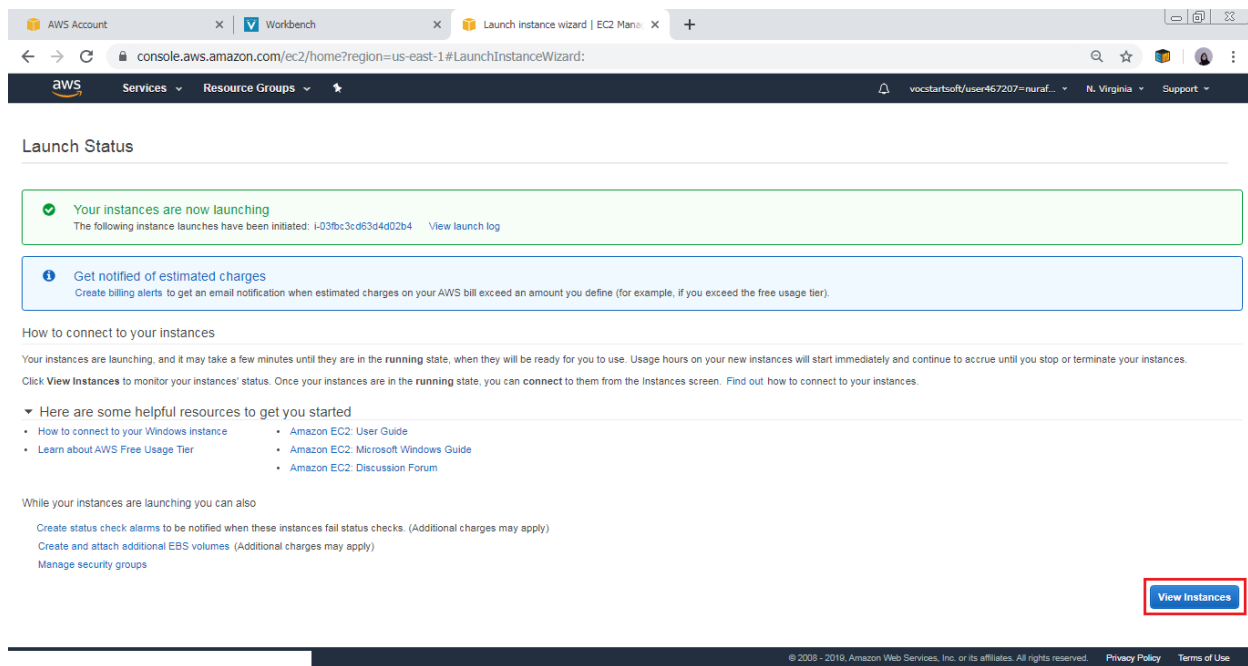 AWS Account
Workbench
Launch instance wizard | EC2 Mana
console.aws.amazon.com/ec2/home?region=us-east-1#LaunchInstanceWizard:
aws Services Resource Groups vocstartsoft/user467207=nuraf... N. Virginia Support
Launch Status
Your instances are now launching
The following instance launches have been initiated: i-03fbc3cd63d4d02b4 View launch log
Get notified of estimated charges
Create billing alerts to get an email notification when estimated charges on your AWS bill exceed an amount you define (for example, if you exceed the free usage tier).
How to connect to your instances
Your instances are launching, and it may take a few minutes until they are in the running state, when they will be ready for you to use. Usage hours on your new instances will start immediately and continue to accrue until you stop or terminate your instances.
Click View Instances to monitor your instances' status. Once your instances are in the running state, you can connect to them from the Instances screen. Find out how to connect to your instances.
Here are some helpful resources to get you started
• How to connect to your Windows instance • Amazon EC2: User Guide
• Learn about AWS Free Usage Tier • Amazon EC2: Microsoft Windows Guide
• Amazon EC2: Discussion Forum
While your instances are launching you can also
Create status check alarms to be notified when these instances fail status checks. (Additional charges may apply)
Create and attach additional EBS volumes (Additional charges may apply)
Manage security groups
View Instances
© 2008 - 2019, Amazon Web Services, Inc. or its affiliates. All rights reserved. Privacy Policy Terms of Use